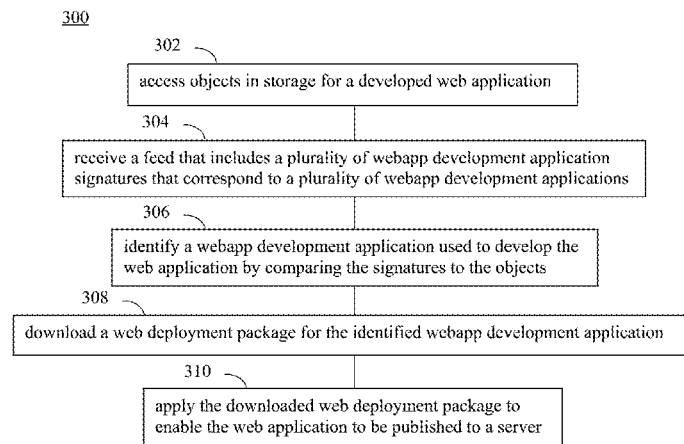 300
302
access objects in storage for a developed web application
304
receive a feed that includes a plurality of webapp development application
signatures that correspond to a plurality of webapp development applications
306
identify a webapp development application used to develop the
web application by comparing the signatures to the objects
308
download a web deployment package for the identified webapp development application
310
apply the downloaded web deployment package to
enable the web application to be published to a server